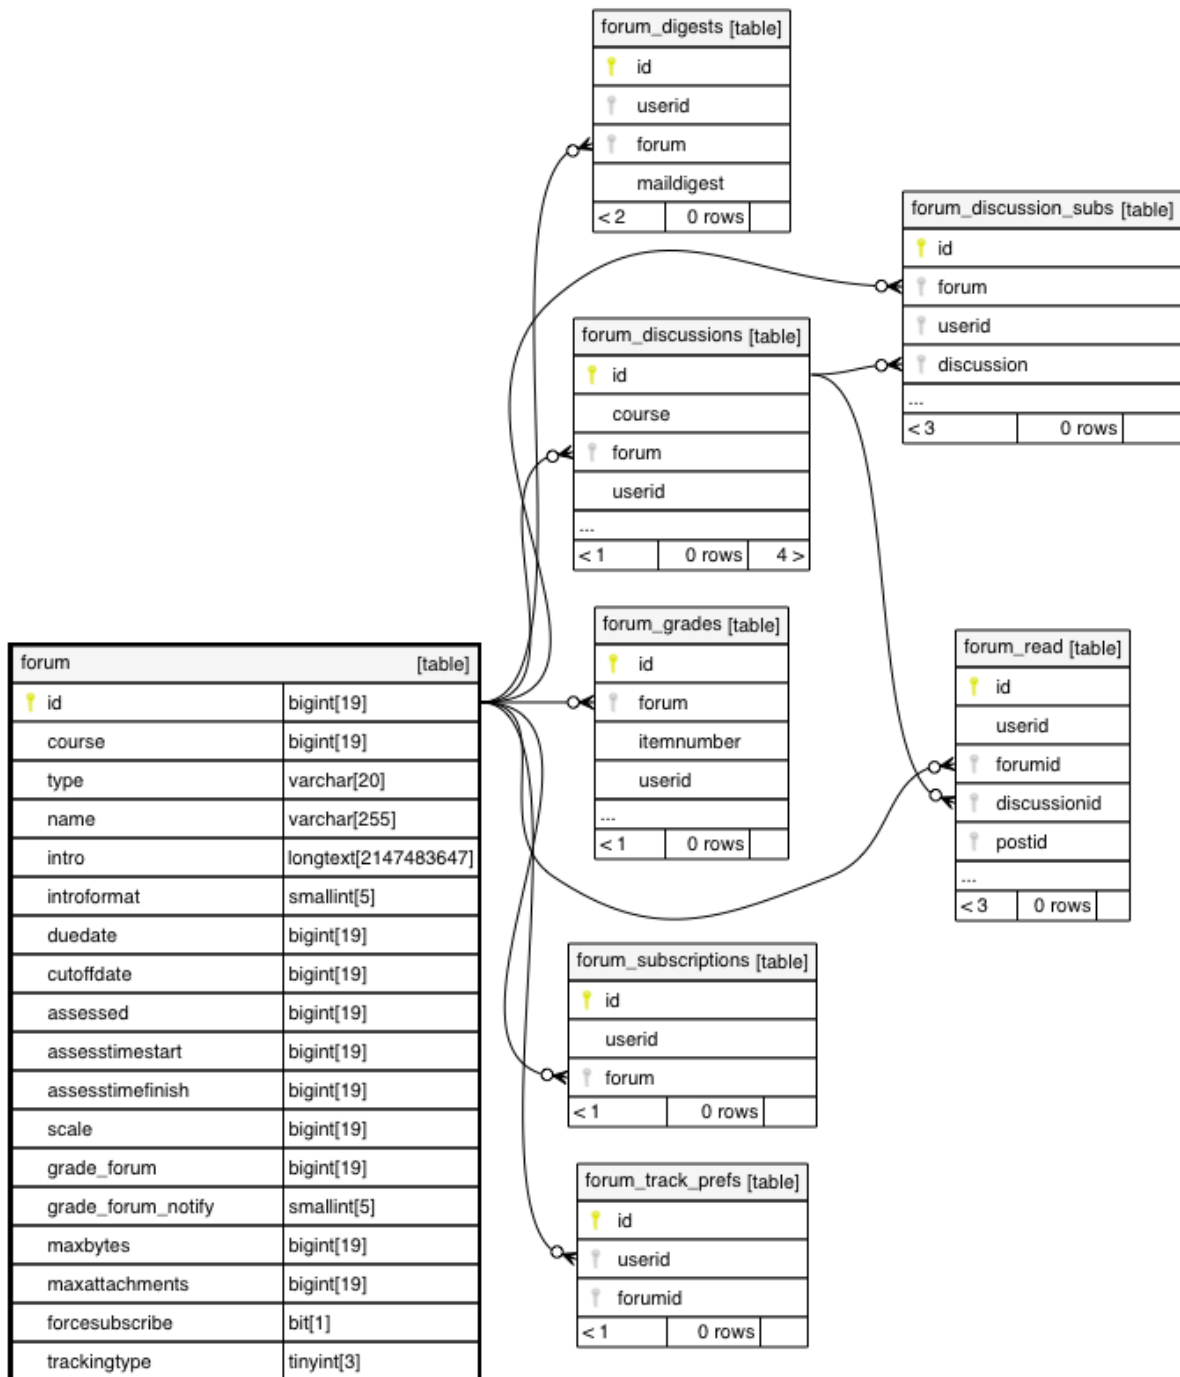 forum_digests [table]
id
userid
forum
maildigest
< 2 0 rows
forum_discussion_subs [table]
id
forum
userid
discussion
...
< 3 0 rows
forum_discussions [table]
id
course
forum
userid
...
< 1 0 rows 4 >
forum_grades [table]
id
forum
itemnumber
userid
...
< 1 0 rows
forum_read [table]
id
userid
forumid
discussionid
postid
...
< 3 0 rows
forum [table]
id bigint[19]
course bigint[19]
type varchar[20]
name varchar[255]
intro longtext[2147483647]
introformat smallint[5]
duedate bigint[19]
cutoffdate bigint[19]
assessed bigint[19]
assesstimestart bigint[19]
assesstimefinish bigint[19]
scale bigint[19]
grade_forum bigint[19]
grade_forum_notify smallint[5]
maxbytes bigint[19]
maxattachments bigint[19]
forcesubscribe bit[1]
trackingtype tinyint[3]
forum_subscriptions [table]
id
userid
forum
< 1 0 rows
forum_track_prefs [table]
id
userid
forumid
< 1 0 rows